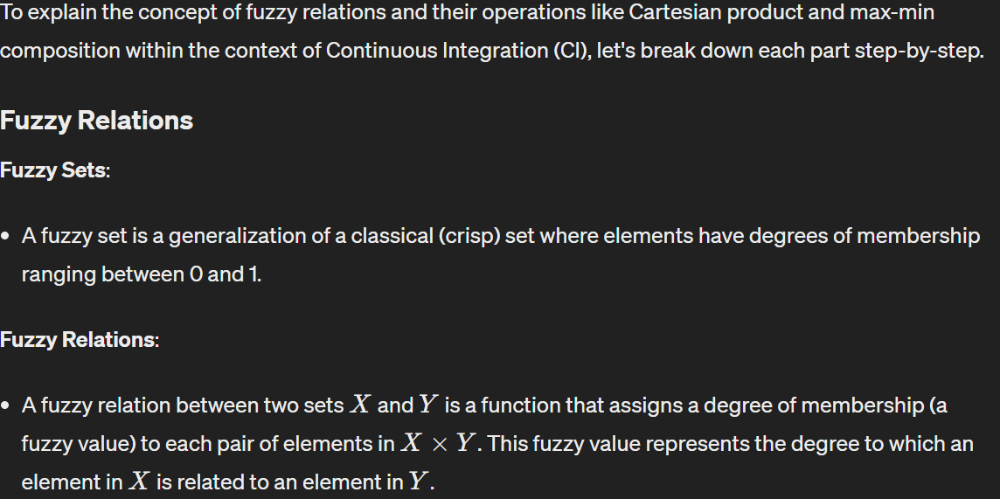 To explain the concept of fuzzy relations and their operations like Cartesian product and max-min
composition within the context of Continuous Integration (CI), let's break down each part step-by-step.
Fuzzy Relations
Fuzzy Sets:
• A fuzzy set is a generalization of a classical (crisp) set where elements have degrees of membership
ranging between 0 and 1.
Fuzzy Relations:
• A fuzzy relation between two sets X and Y is a function that assigns a degree of membership (a
fuzzy value) to each pair of elements in X × Y. This fuzzy value represents the degree to which an
element in X is related to an element in Y.